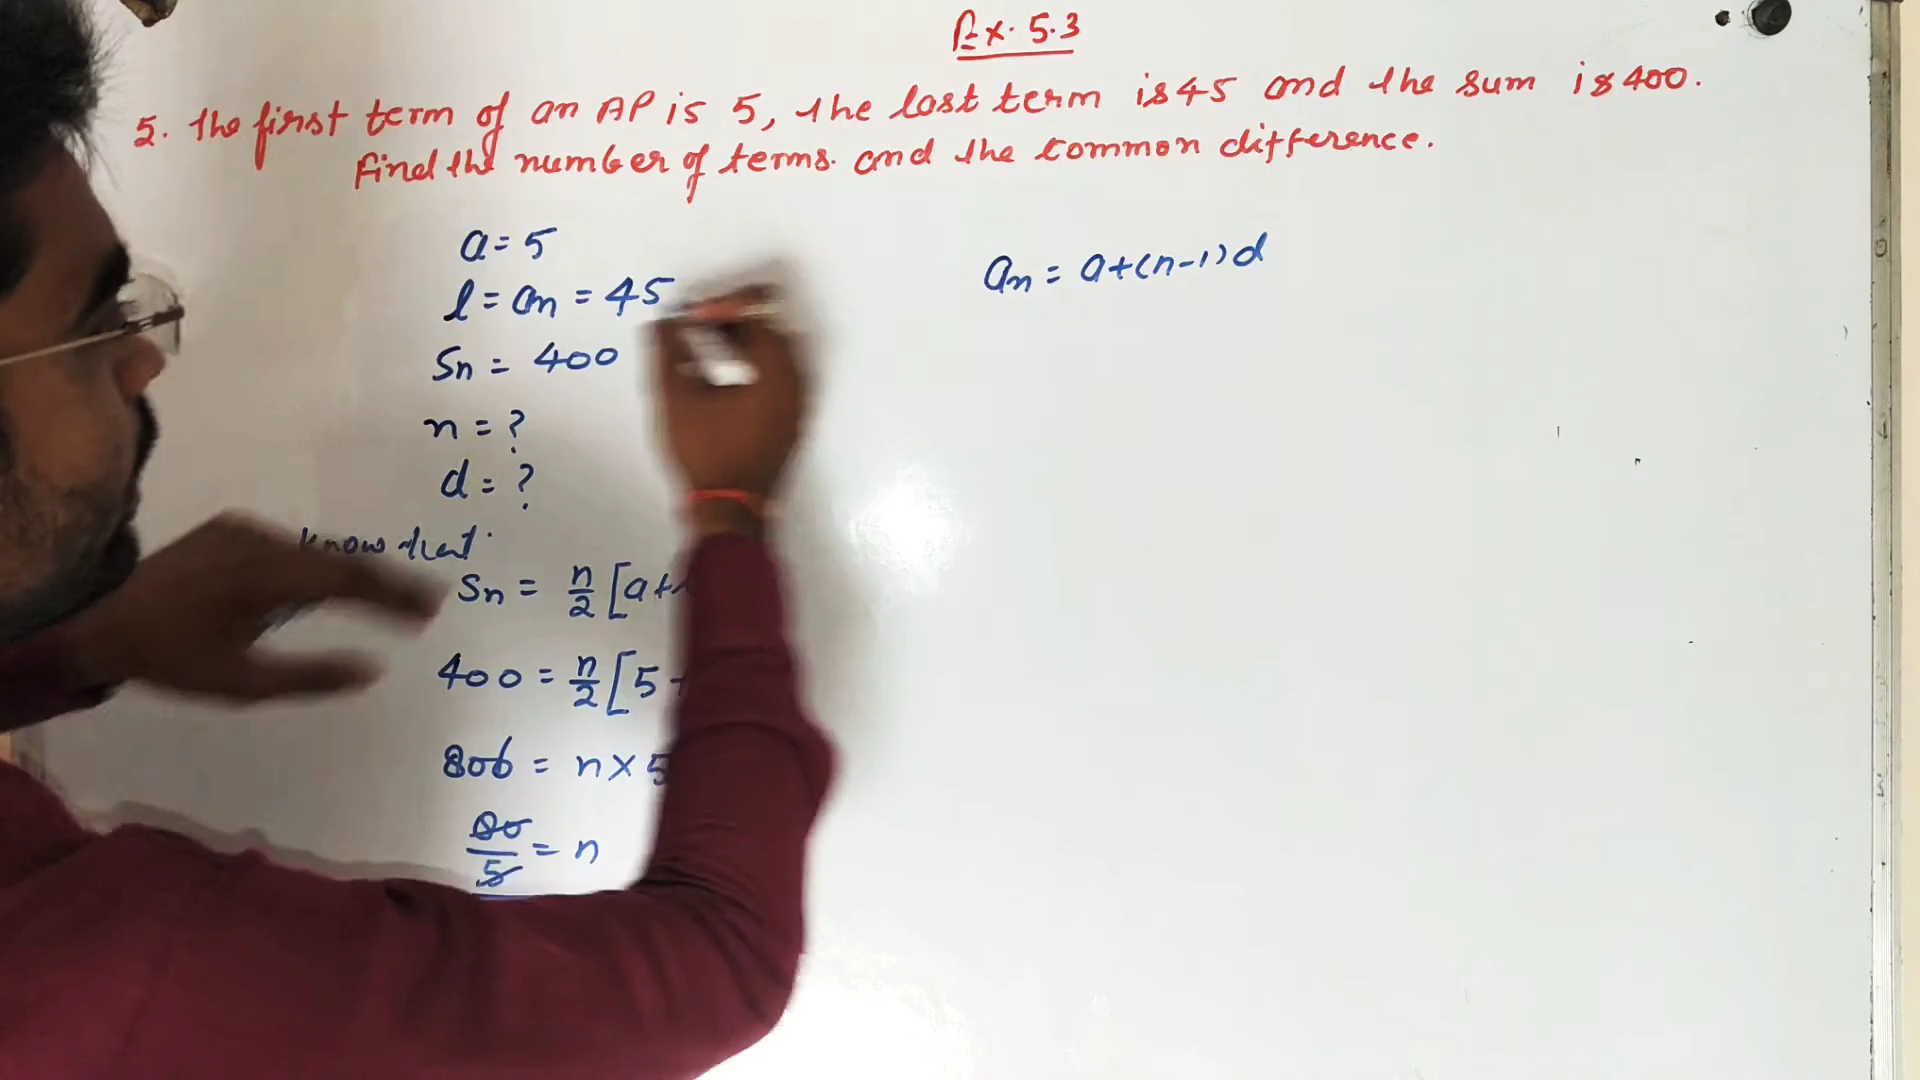 Ex. 5.3
5. The first term of an AP is 5, the last term is 45 and the sum is 400.
Find the number of terms. and the common difference.
a = 5
l = an = 45
Sn = 400
n = ?
d = ?
know that
Sn = n/2 [a+
400 = n/2 [5+
800 = n × 5
80/5 = n
an = a+(n-1)d